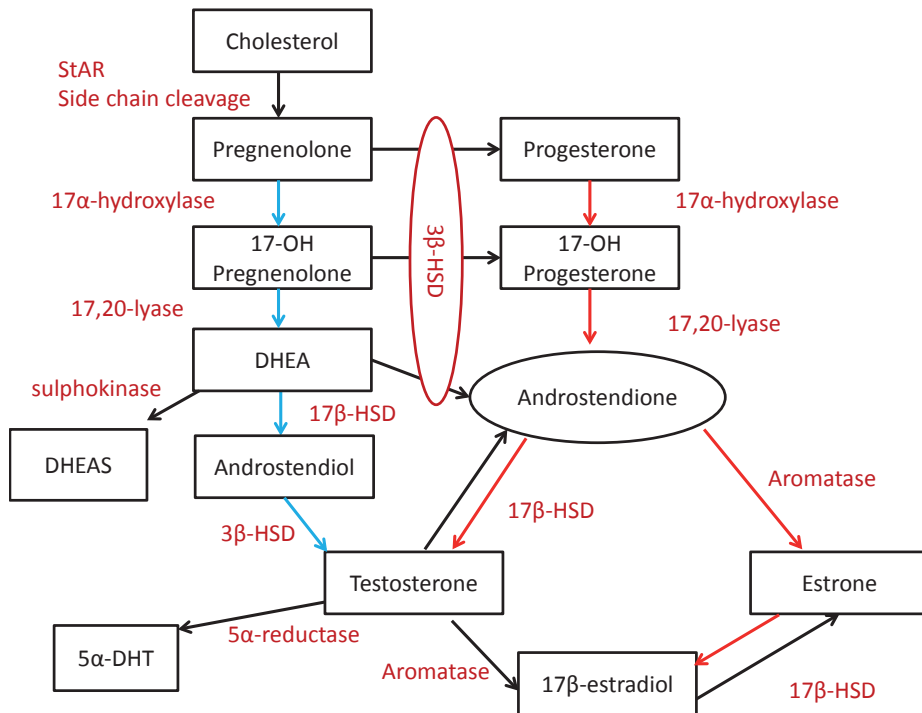 Cholesterol
StAR
Side chain cleavage
Pregnenolone
Progesterone
17α-hydroxylase
17α-hydroxylase
3β-HSD
17-OH
Pregnenolone
17-OH
Progesterone
17,20-lyase
17,20-lyase
DHEA
sulphokinase
17β-HSD
Androstendione
DHEAS
Androstendiol
Aromatase
3β-HSD
17β-HSD
Testosterone
Estrone
5α-reductase
5α-DHT
Aromatase
17β-estradiol
17β-HSD